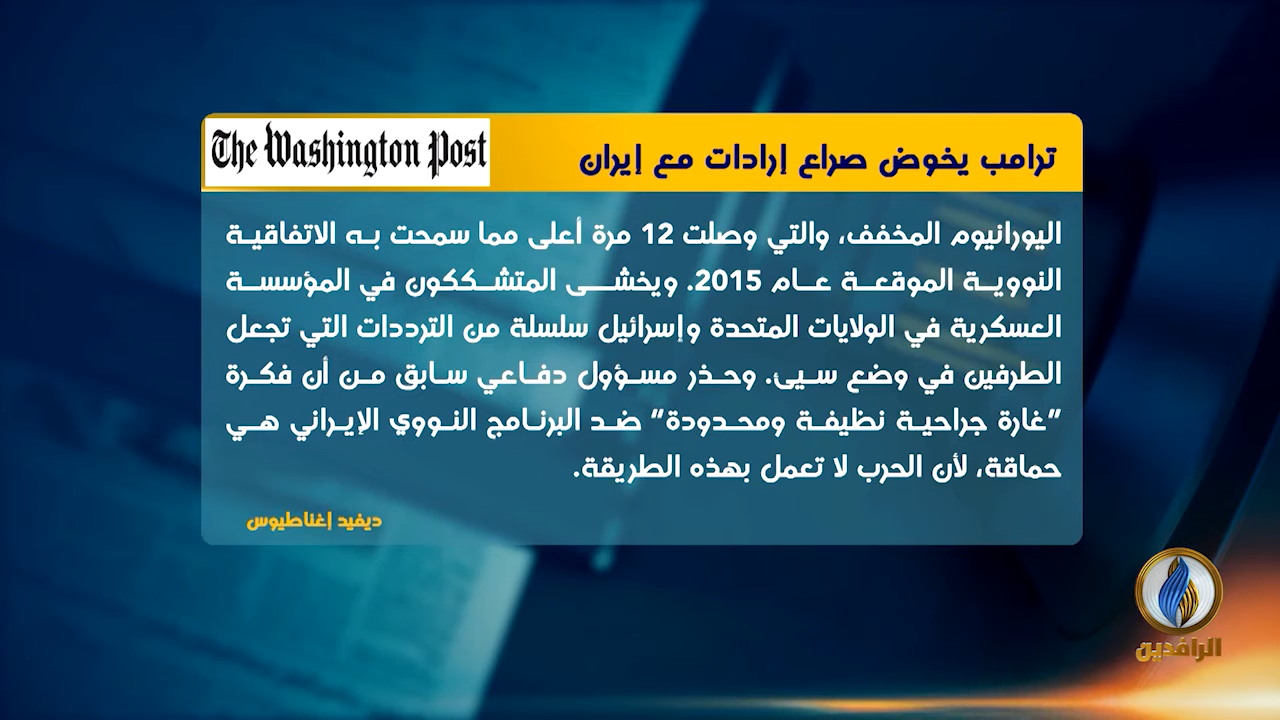 The Washington Post
ترامب يخوض صراع إرادات مع إيران
اليورانيوم المخفف، والتي وصلت 12 مرة أعلى مما سمحت به الاتفاقية
النووية الموقعة عام 2015. ويخشى المتشككون في المؤسسة
العسكرية في الولايات المتحدة وإسرائيل سلسلة من الترددات التي تجعل
الطرفين في وضع سيئ. وحذر مسؤول دفاعي سابق من أن فكرة
"غارة جراحية نظيفة ومحدودة" ضد البرنامج النووي الإيراني هي
حماقة، لأن الحرب لا تعمل بهذه الطريقة.
ديفيد إغناطيوس
الرافدين